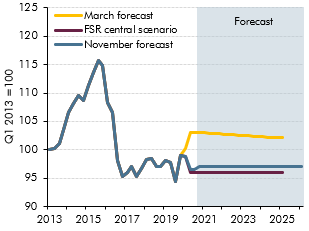 125
120
115
110
105
100
95
90
Q1 2013 =100
March forecast
FSR central scenario
November forecast
Forecast
2013 2015 2017 2019 2021 2023 2025